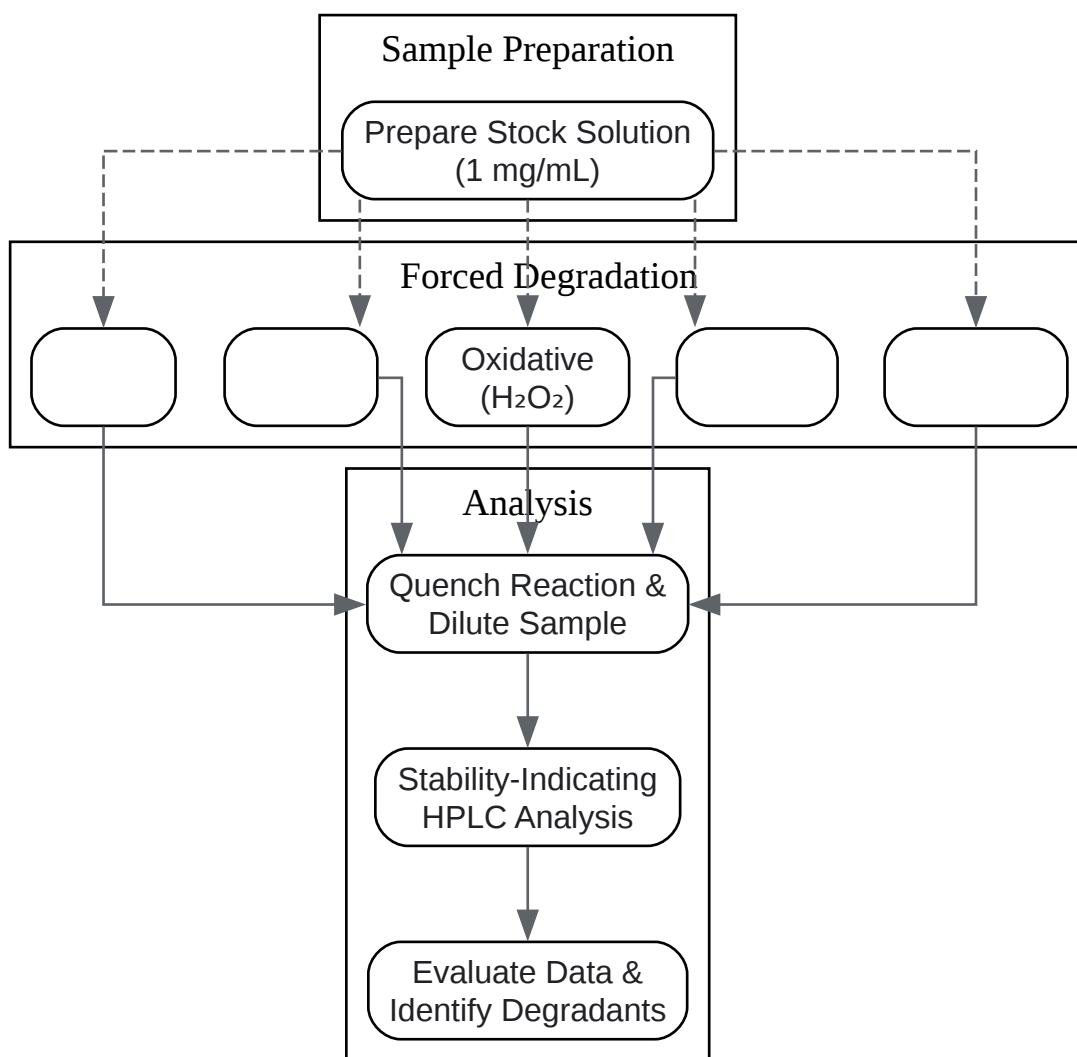 Sample Preparation
Prepare Stock Solution
(1 mg/mL)
Forced Degradation
Oxidative
(H₂O₂)
Analysis
Quench Reaction &
Dilute Sample
Stability-Indicating
HPLC Analysis
Evaluate Data &
Identify Degradants